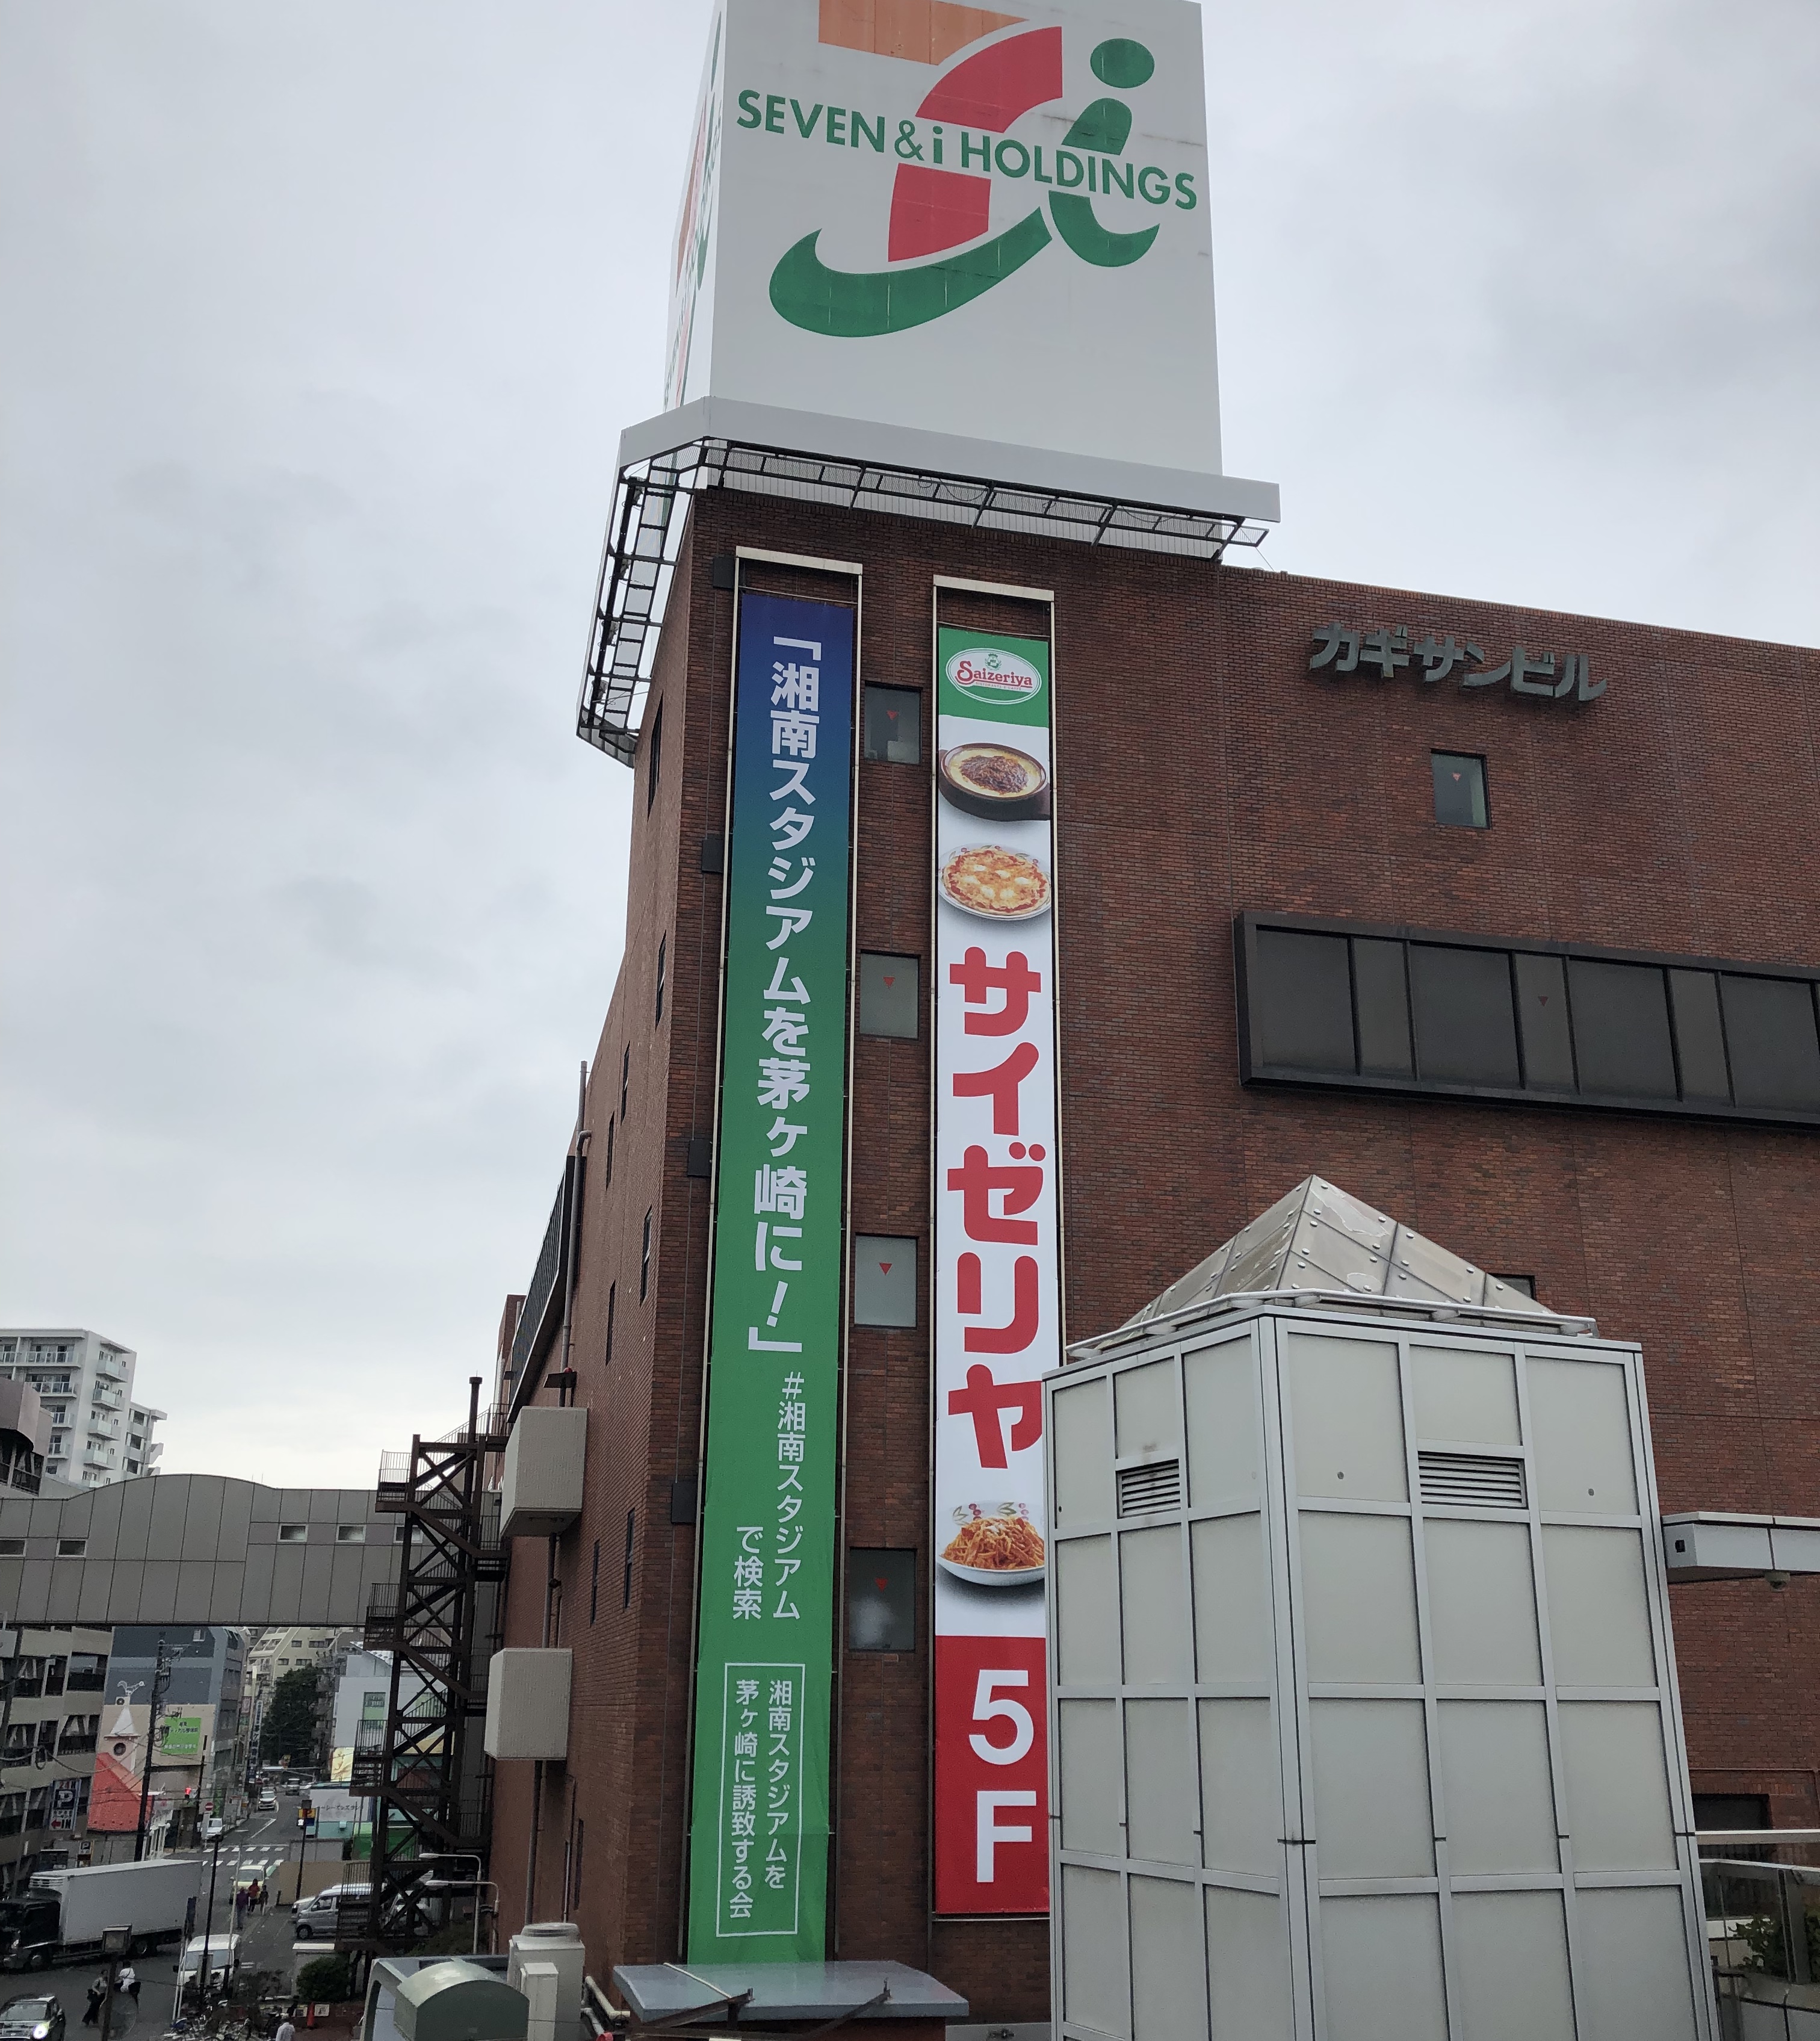 SEVEN&i HOLDINGS
カギサンビル
「湘南スタジアムを茅ヶ崎に!」
#湘南スタジアム
で検索
湘南スタジアムを
茅ヶ崎に誘致する会
Saizeriya
サイゼリヤ
5F